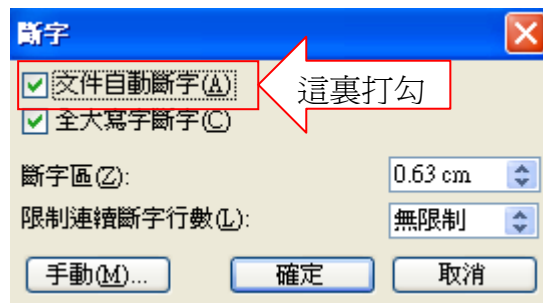 斷字
文件自動斷字(A)
這裏打勾
全大寫字斷字(C)
斷字區(Z):
0.63 cm
限制連續斷字行數(L):
無限制
手動(M)...
確定
取消